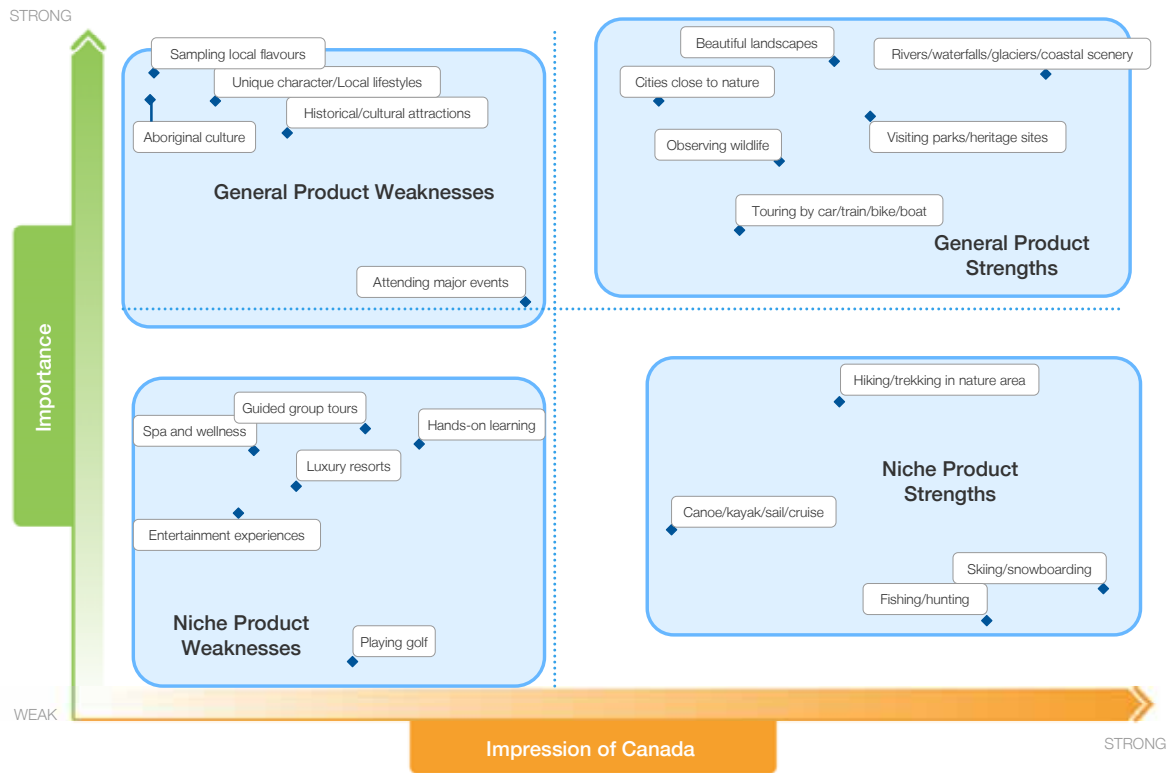 STRONG
Sampling local flavours
Unique character/Local lifestyles
Historical/cultural attractions
Aboriginal culture
General Product Weaknesses
Attending major events
Beautiful landscapes
Rivers/waterfalls/glaciers/coastal scenery
Cities close to nature
Visiting parks/heritage sites
Observing wildlife
Touring by car/train/bike/boat
General Product
Strengths
Importance
Guided group tours
Spa and wellness
Hands-on learning
Luxury resorts
Entertainment experiences
Niche Product
Weaknesses
Playing golf
Hiking/trekking in nature area
Niche Product
Strengths
Canoe/kayak/sail/cruise
Skiing/snowboarding
Fishing/hunting
WEAK
Impression of Canada
STRONG